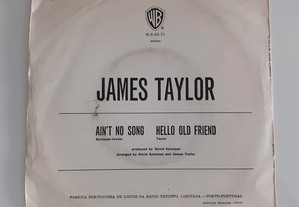 WB
JAMES TAYLOR
AIN'T NO SONG HELLO OLD FRIEND
Taylor
produced by David Spinozza
arranged by David Spinozza and James Taylor
FABRICA PORTUGUESA DE DISCOS DA RADIO TRIUNFO, LIMITADA — PORTO-PORTUGAL